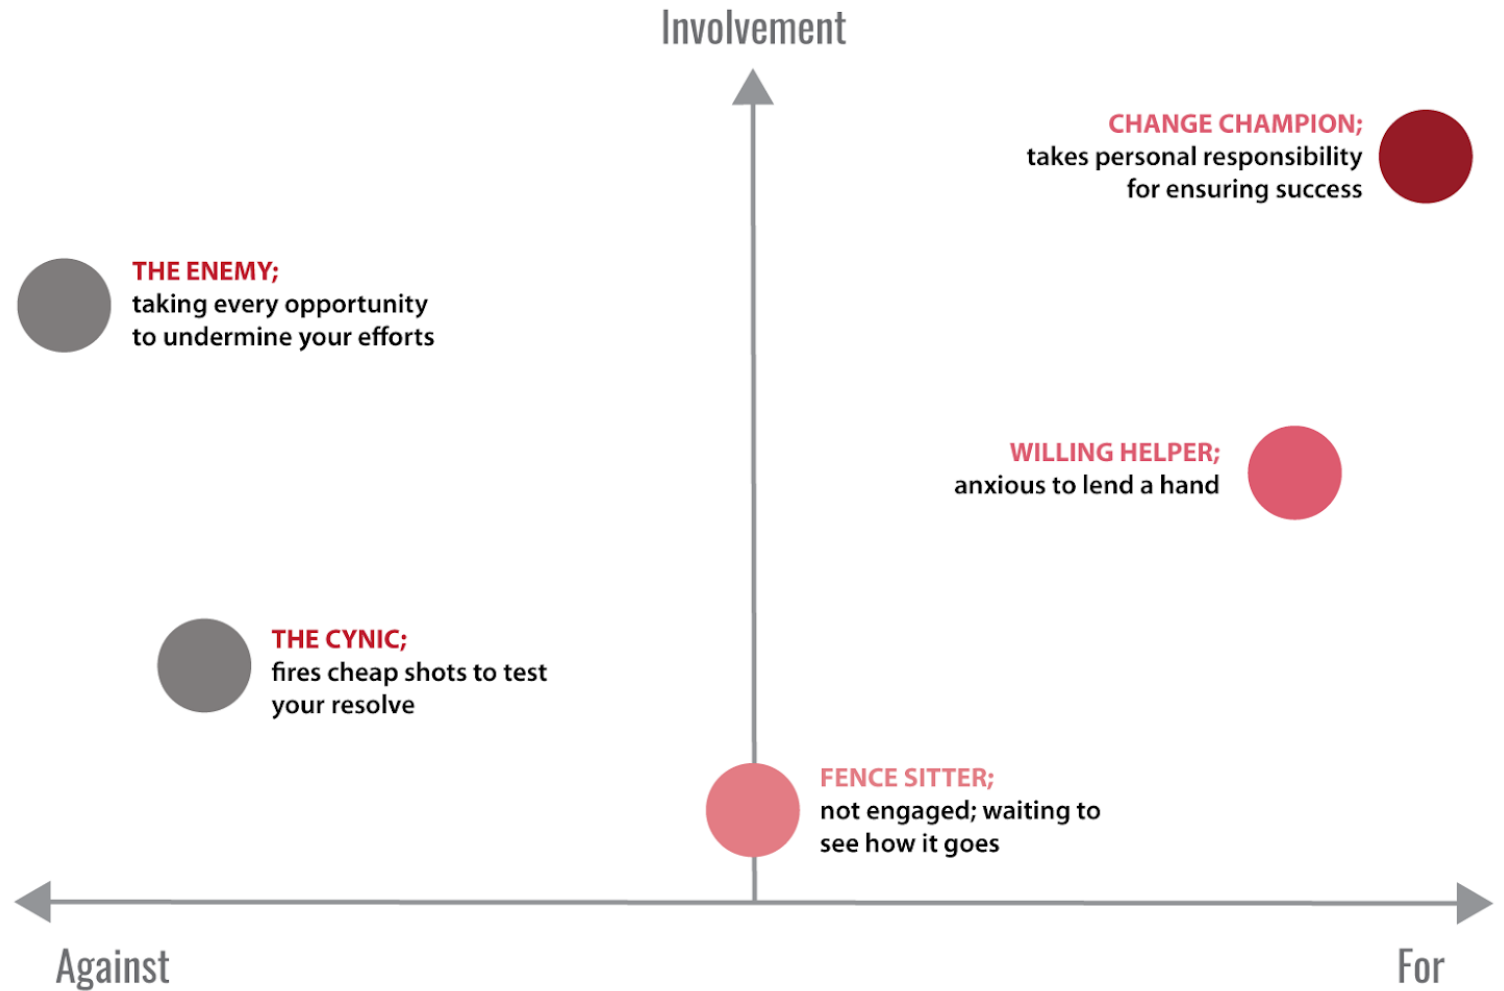 Involvement
CHANGE CHAMPION;
takes personal responsibility
for ensuring success
THE ENEMY;
taking every opportunity
to undermine your efforts
WILLING HELPER;
anxious to lend a hand
THE CYNIC;
fires cheap shots to test
your resolve
FENCE SITTER;
not engaged; waiting to
see how it goes
Against
For